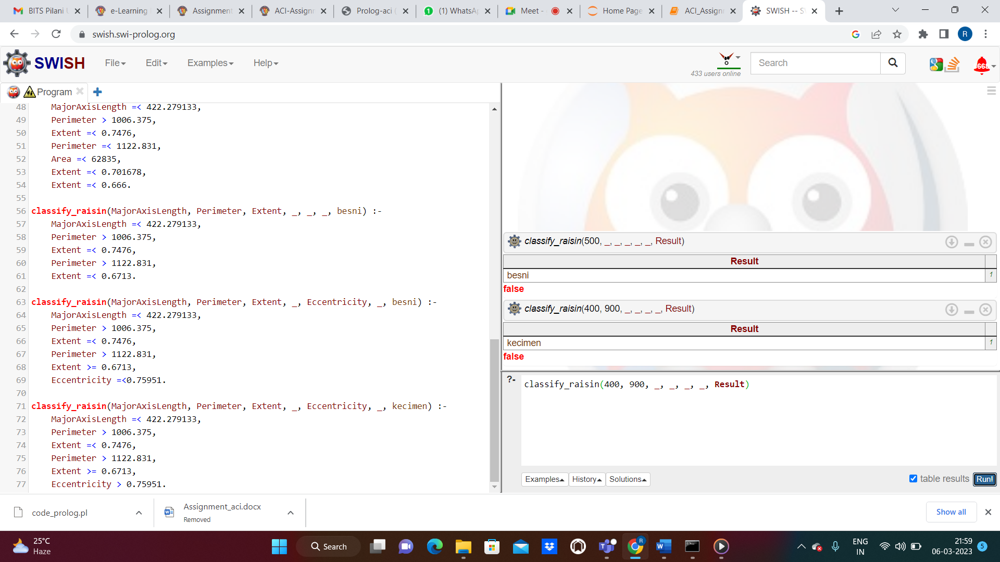 BITS Pilani
e-Learning
Assignment
ACI-Assignm
Prolog-aci (
(1) WhatsAp
Meet -
Home Page
ACI_Assignm
SWISH -- S
swish.swi-prolog.org
R
SWISH
File
Edit
Examples
Help
433 users online
Search
668
Program
48 MajorAxisLength =< 422.279133,
49 Perimeter > 1006.375,
50 Extent =< 0.7476,
51 Perimeter =< 1122.831,
52 Area =< 62835,
53 Extent =< 0.701678,
54 Extent =< 0.666.
55
56 classify_raisin(MajorAxisLength, Perimeter, Extent, _, _, _, besni) :-
57 MajorAxisLength =< 422.279133,
58 Perimeter > 1006.375,
59 Extent =< 0.7476,
60 Perimeter > 1122.831,
61 Extent =< 0.6713.
62
63 classify_raisin(MajorAxisLength, Perimeter, Extent, _, Eccentricity, _, besni) :-
64 MajorAxisLength =< 422.279133,
65 Perimeter > 1006.375,
66 Extent =< 0.7476,
67 Perimeter > 1122.831,
68 Extent >= 0.6713,
69 Eccentricity =<0.75951.
70
71 classify_raisin(MajorAxisLength, Perimeter, Extent, _, Eccentricity, _, kecimen) :-
72 MajorAxisLength =< 422.279133,
73 Perimeter > 1006.375,
74 Extent =< 0.7476,
75 Perimeter > 1122.831,
76 Extent >= 0.6713,
77 Eccentricity > 0.75951.
classify_raisin(500, _, _, _, _, _, Result)
Result
besni 1
false
classify_raisin(400, 900, _, _, _, _, Result)
Result
kecimen 1
false
?- classify_raisin(400, 900, _, _, _, _, Result)
Examples History Solutions table results Run!
code_prolog.pl
Assignment_aci.docx
Removed
Show all
25°C
Haze
Search
R
ENG
IN
21:59
06-03-2023
5